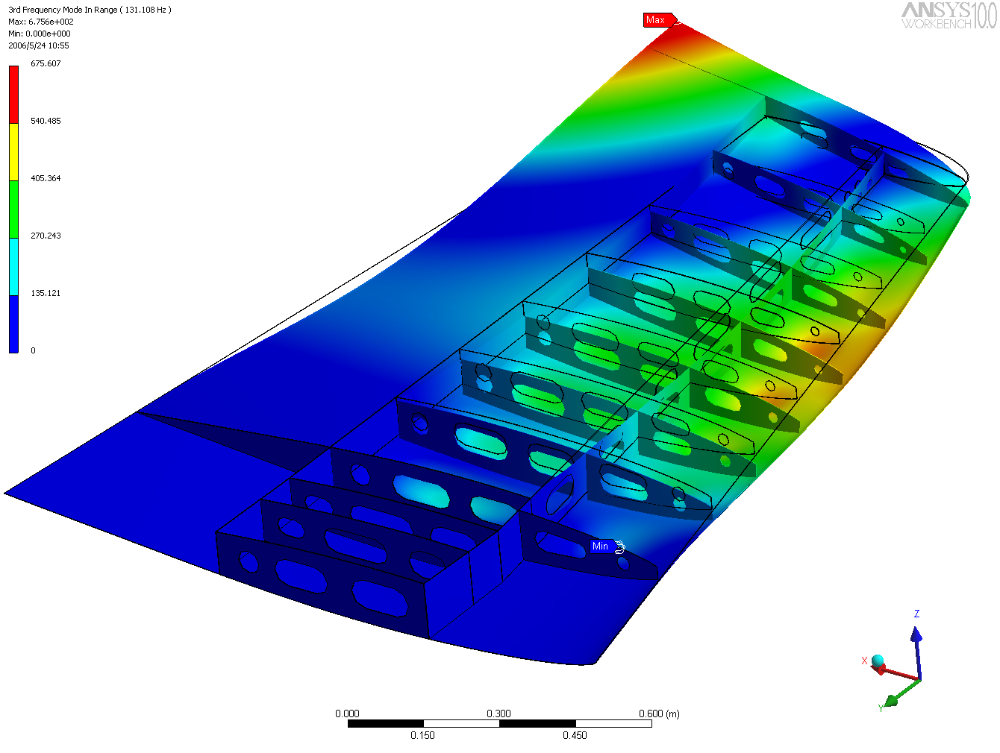 3rd Frequency Mode In Range ( 131.108 Hz )
Max: 6.756e+002
Min: 0.000e+000
2006/5/24 10:55
675.607
540.485
405.364
270.243
135.121
0
Max
ANSYS 10.0
WORKBENCH
Min
Z
X
Y
0.000 0.300 0.600 (m)
0.150 0.450